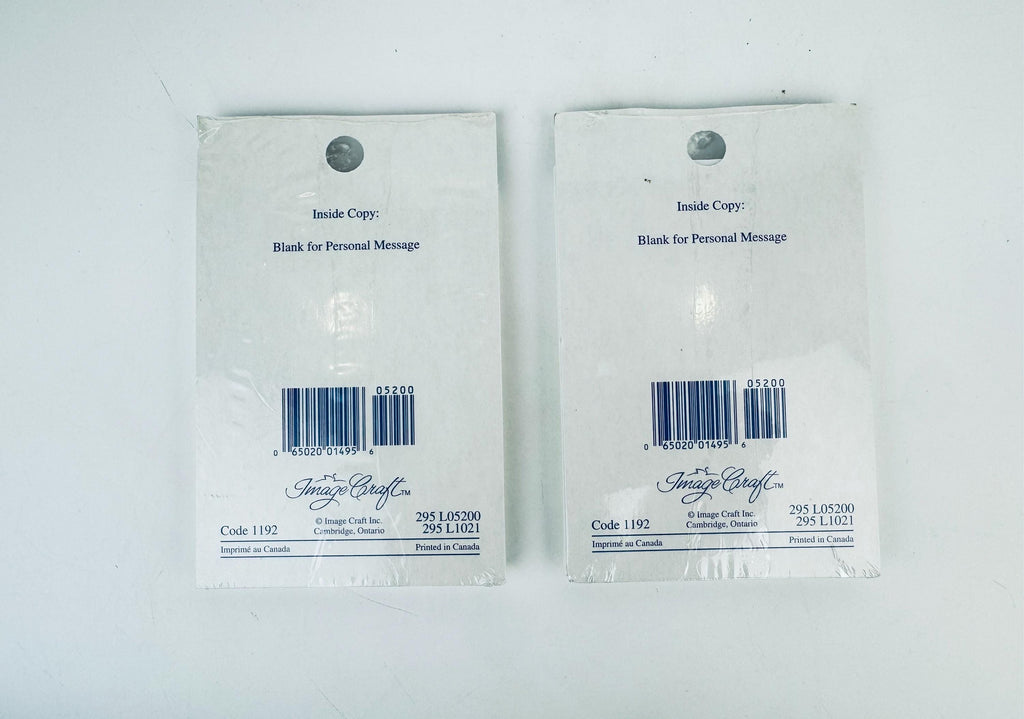 Inside Copy:
Blank for Personal Message
05200
0 65020 01495 6
Image Craft™
Code 1192
© Image Craft Inc.
Cambridge, Ontario
295 L05200
295 L1021
Imprimé au Canada
Printed in Canada
Inside Copy:
Blank for Personal Message
05200
0 65020 01495 6
Image Craft™
Code 1192
© Image Craft Inc.
Cambridge, Ontario
295 L05200
295 L1021
Imprimé au Canada
Printed in Canada